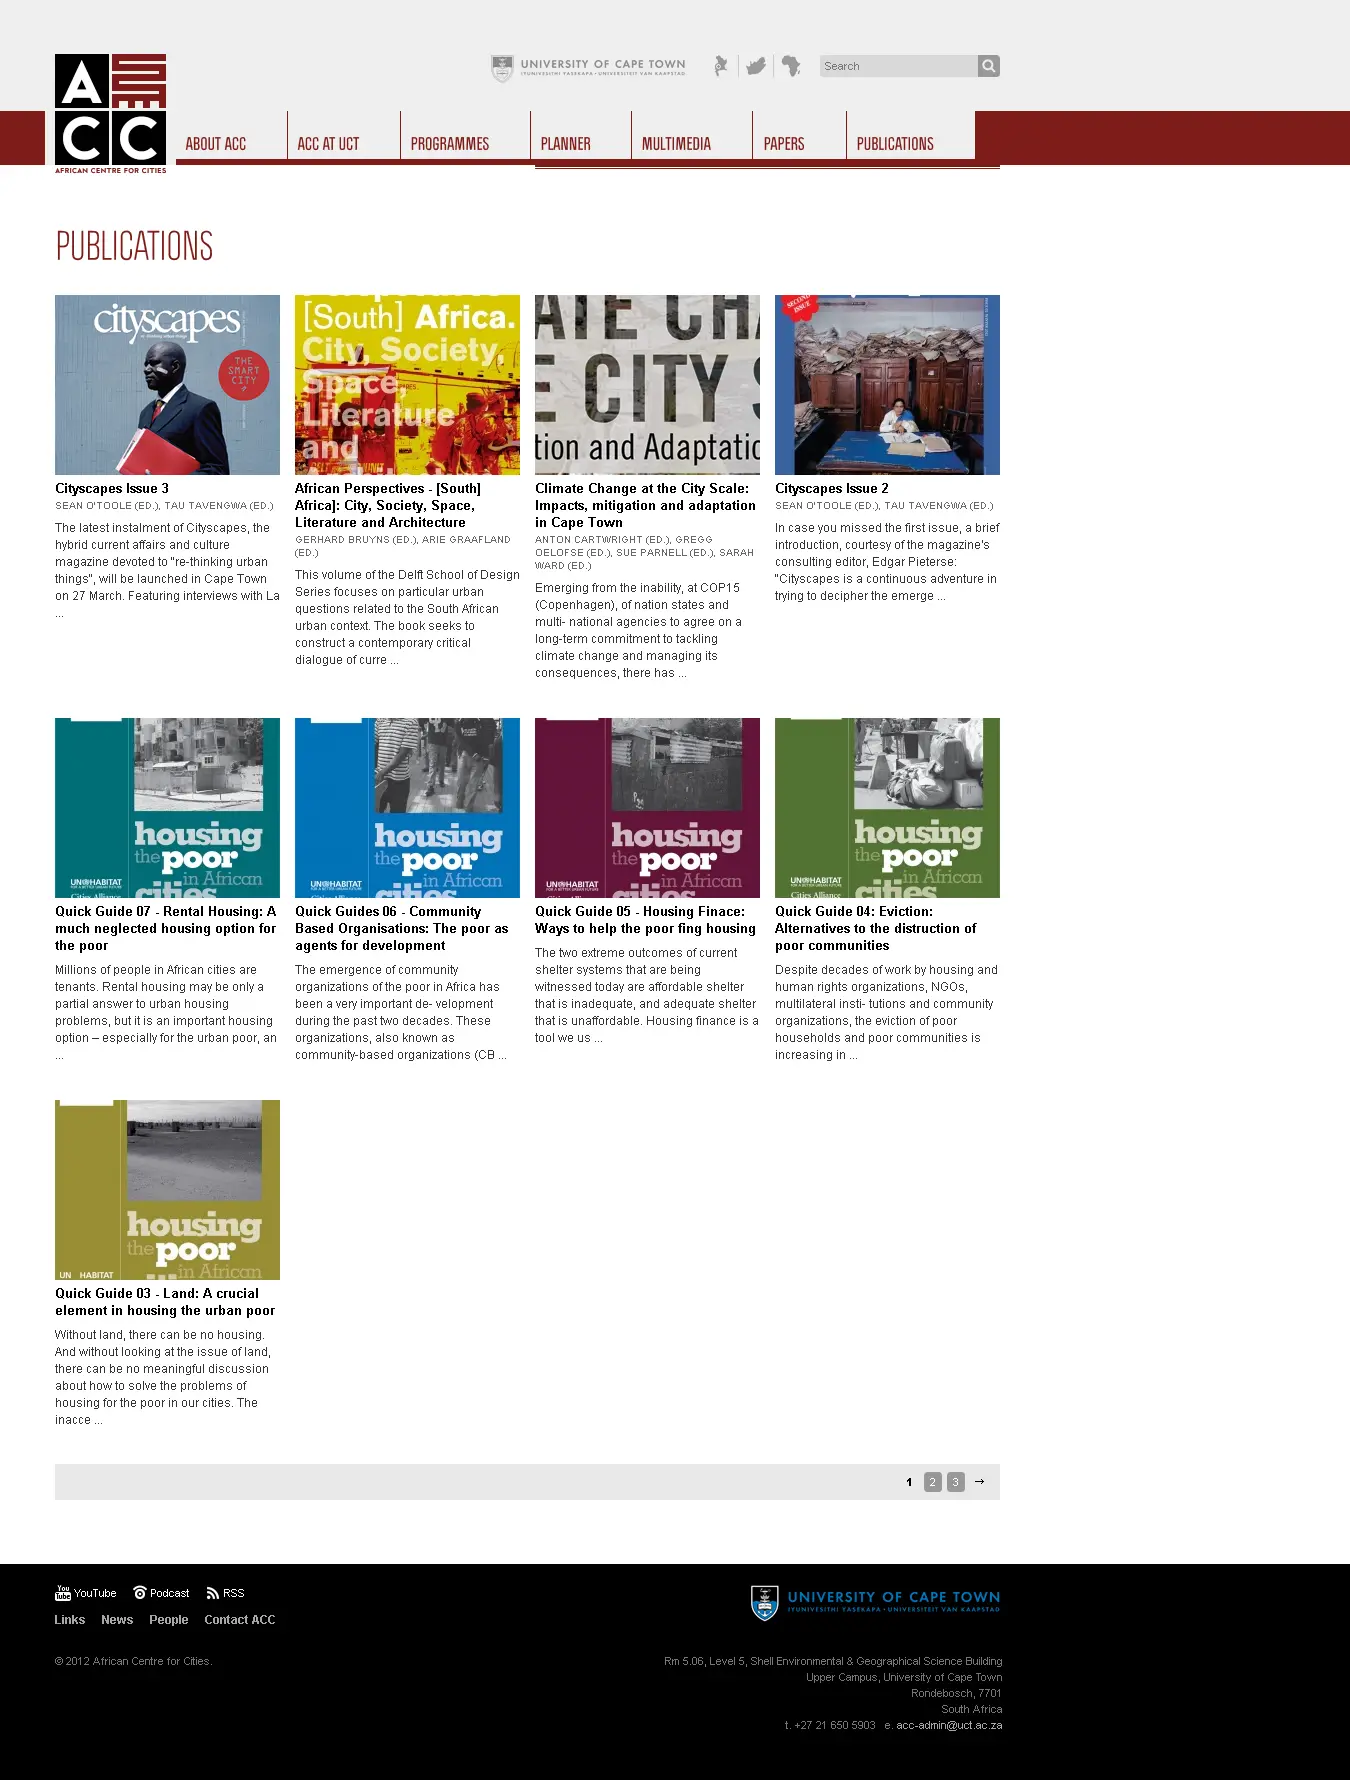 UNIVERSITY OF CAPE TOWN
IYUNIVESITHI YASEKAPA • UNIVERSITEIT VAN KAAPSTAD
Search
A
C C
AFRICAN CENTRE FOR CITIES
ABOUT ACC
ACC AT UCT
PROGRAMMES
PLANNER
MULTIMEDIA
PAPERS
PUBLICATIONS
PUBLICATIONS
cityscapes
THE
SMART
CITY
[South] Africa.
City, Society,
Space,
Literature
and
E CITY S
tion and Adaptatio
SECOND
ISSUE
Cityscapes Issue 3
SEAN O'TOOLE (ED.), TAU TAVENGWA (ED.)
The latest instalment of Cityscapes, the
hybrid current affairs and culture
magazine devoted to "re-thinking urban
things", will be launched in Cape Town
on 27 March. Featuring interviews with La
...
African Perspectives - [South]
Africa]: City, Society, Space,
Literature and Architecture
GERHARD BRUYNS (ED.), ARIE GRAAFLAND
(ED.)
This volume of the Delft School of Design
Series focuses on particular urban
questions related to the South African
urban context. The book seeks to
construct a contemporary critical
dialogue of curre ...
Climate Change at the City Scale:
Impacts, mitigation and adaptation
in Cape Town
ANTON CARTWRIGHT (ED.), GREGG
OELOFSE (ED.), SUE PARNELL (ED.), SARAH
WARD (ED.)
Emerging from the inability, at COP15
(Copenhagen), of nation states and
multi- national agencies to agree on a
long-term commitment to tackling
climate change and managing its
consequences, there has ...
Cityscapes Issue 2
SEAN O'TOOLE (ED.), TAU TAVENGWA (ED.)
In case you missed the first issue, a brief
introduction, courtesy of the magazine's
consulting editor, Edgar Pieterse:
"Cityscapes is a continuous adventure in
trying to decipher the emerge ...
housing
the poor
in African
cities
UN HABITAT
FOR A BETTER URBAN FUTURE
Cities Alliance
housing
the poor
in African
cities
UN HABITAT
FOR A BETTER URBAN FUTURE
Cities Alliance
housing
the poor
in African
cities
UN HABITAT
FOR A BETTER URBAN FUTURE
Cities Alliance
housing
the poor
in African
cities
UN HABITAT
FOR A BETTER URBAN FUTURE
Cities Alliance
Quick Guide 07 - Rental Housing: A
much neglected housing option for
the poor
Millions of people in African cities are
tenants. Rental housing may be only a
partial answer to urban housing
problems, but it is an important housing
option – especially for the urban poor, an
...
Quick Guides 06 - Community
Based Organisations: The poor as
agents for development
The emergence of community
organizations of the poor in Africa has
been a very important de- velopment
during the past two decades. These
organizations, also known as
community-based organizations (CB ...
Quick Guide 05 - Housing Finace:
Ways to help the poor fing housing
The two extreme outcomes of current
shelter systems that are being
witnessed today are affordable shelter
that is inadequate, and adequate shelter
that is unaffordable. Housing finance is a
tool we us ...
Quick Guide 04: Eviction:
Alternatives to the distruction of
poor communities
Despite decades of work by housing and
human rights organizations, NGOs,
multilateral insti- tutions and community
organizations, the eviction of poor
households and poor communities is
increasing in ...
housing
the poor
in African
UN HABITAT
Quick Guide 03 - Land: A crucial
element in housing the urban poor
Without land, there can be no housing.
And without looking at the issue of land,
there can be no meaningful discussion
about how to solve the problems of
housing for the poor in our cities. The
inacce ...
1 2 3 →
YouTube Podcast RSS
Links News People Contact ACC
© 2012 African Centre for Cities.
UNIVERSITY OF CAPE TOWN
IYUNIVESITHI YASEKAPA • UNIVERSITEIT VAN KAAPSTAD
Rm 5.06, Level 5, Shell Environmental & Geographical Science Building
Upper Campus, University of Cape Town
Rondebosch, 7701
South Africa
t. +27 21 650 5903 e. acc-admin@uct.ac.za